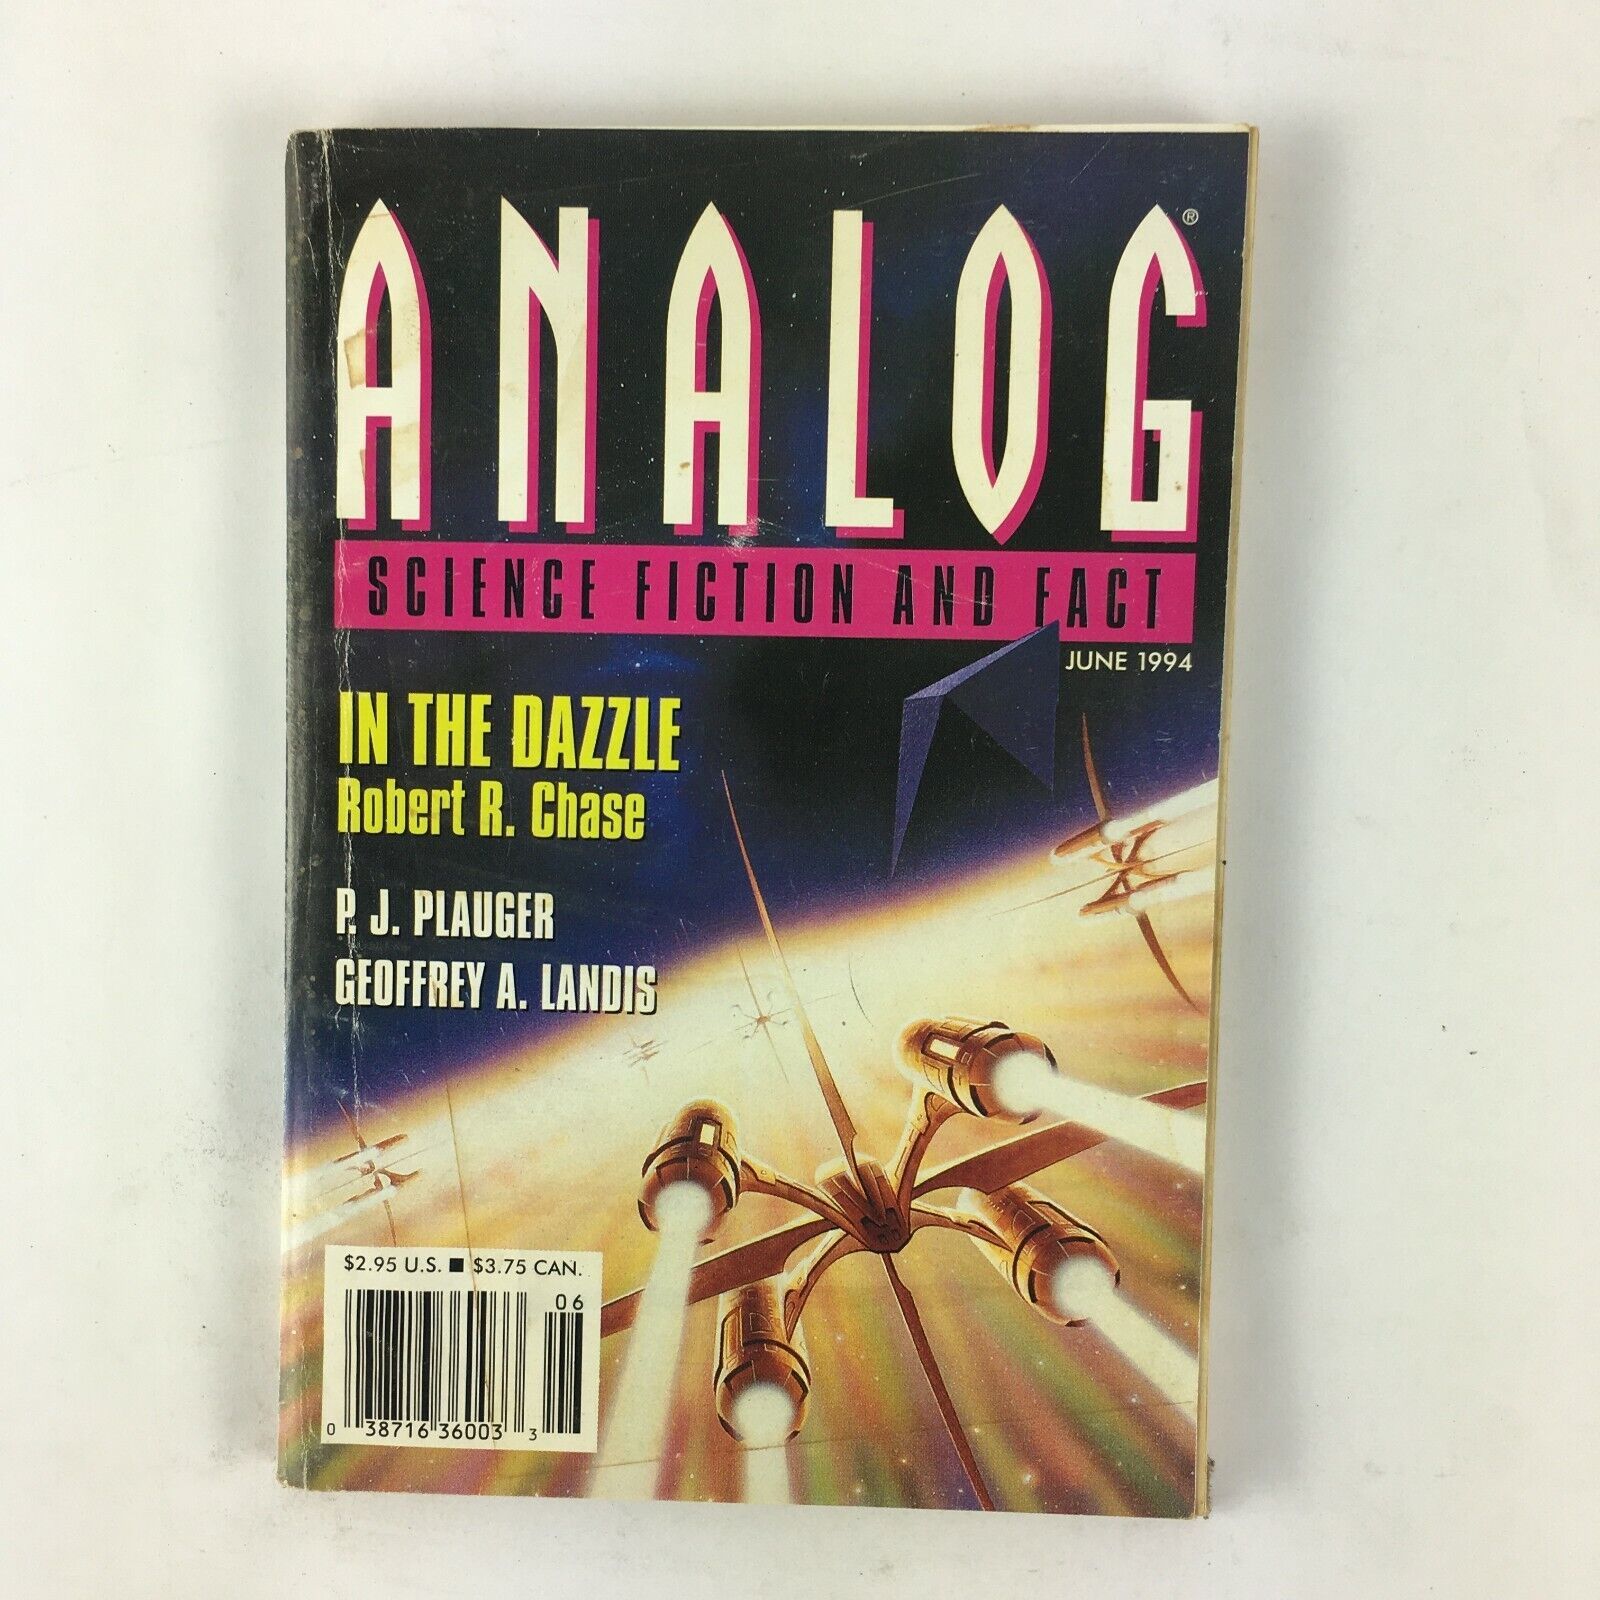 ANALOG®
SCIENCE FICTION AND FACT
JUNE 1994
IN THE DAZZLE
Robert R. Chase
P. J. PLAUGER
GEOFFREY A. LANDIS
$2.95 U.S. ■ $3.75 CAN.
06
0 38716 36003 3